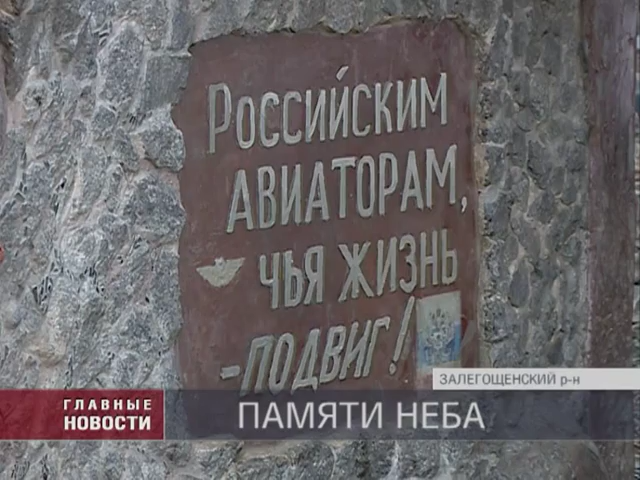 Российским
авиаторам,
чья жизнь
-подвиг!
ЗАЛЕГОЩЕНСКИЙ р-н
ГЛАВНЫЕ
НОВОСТИ
ПАМЯТИ НЕБА